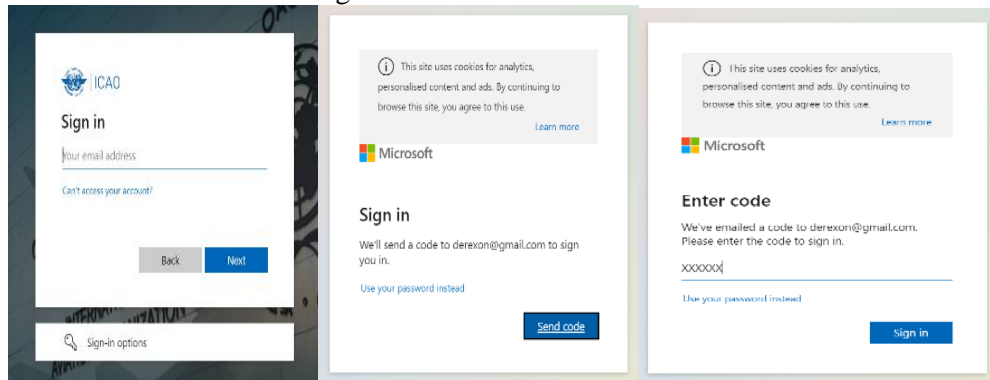 ICAO
Sign in
Your email address
Can't access your account?
Back
Next
Sign-in options
This site uses cookies for analytics,
personalised content and ads. By continuing to
browse this site, you agree to this use.
Learn more
Microsoft
Sign in
We'll send a code to derexon@gmail.com to sign
you in.
Use your password instead
Send code
This site uses cookies for analytics,
personalised content and ads. By continuing to
browse this site, you agree to this use.
Learn more
Microsoft
Enter code
We've emailed a code to derexon@gmail.com.
Please enter the code to sign in.
xxxxxx
Use your password instead
Sign in